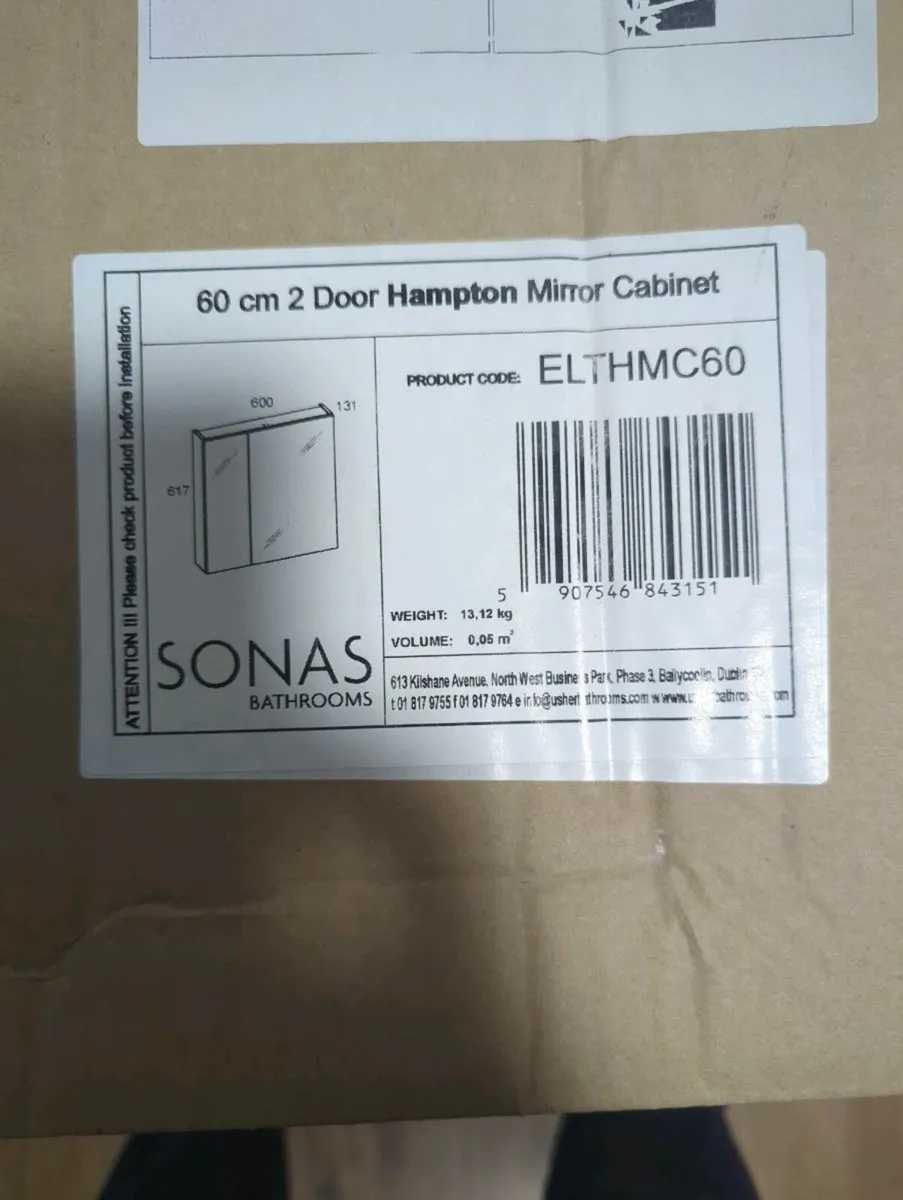 60 cm 2 Door Hampton Mirror Cabinet
ATTENTION !!! Please check product before installation
600
131
617
PRODUCT CODE: ELTHMC60
5 907546 843151
WEIGHT: 13,12 kg
VOLUME: 0,05 m³
SONAS
BATHROOMS
613 Kilshane Avenue, North West Business Park, Phase 3, Ballycoolin, Dublin
t 01 817 9755 f 01 817 9764 e